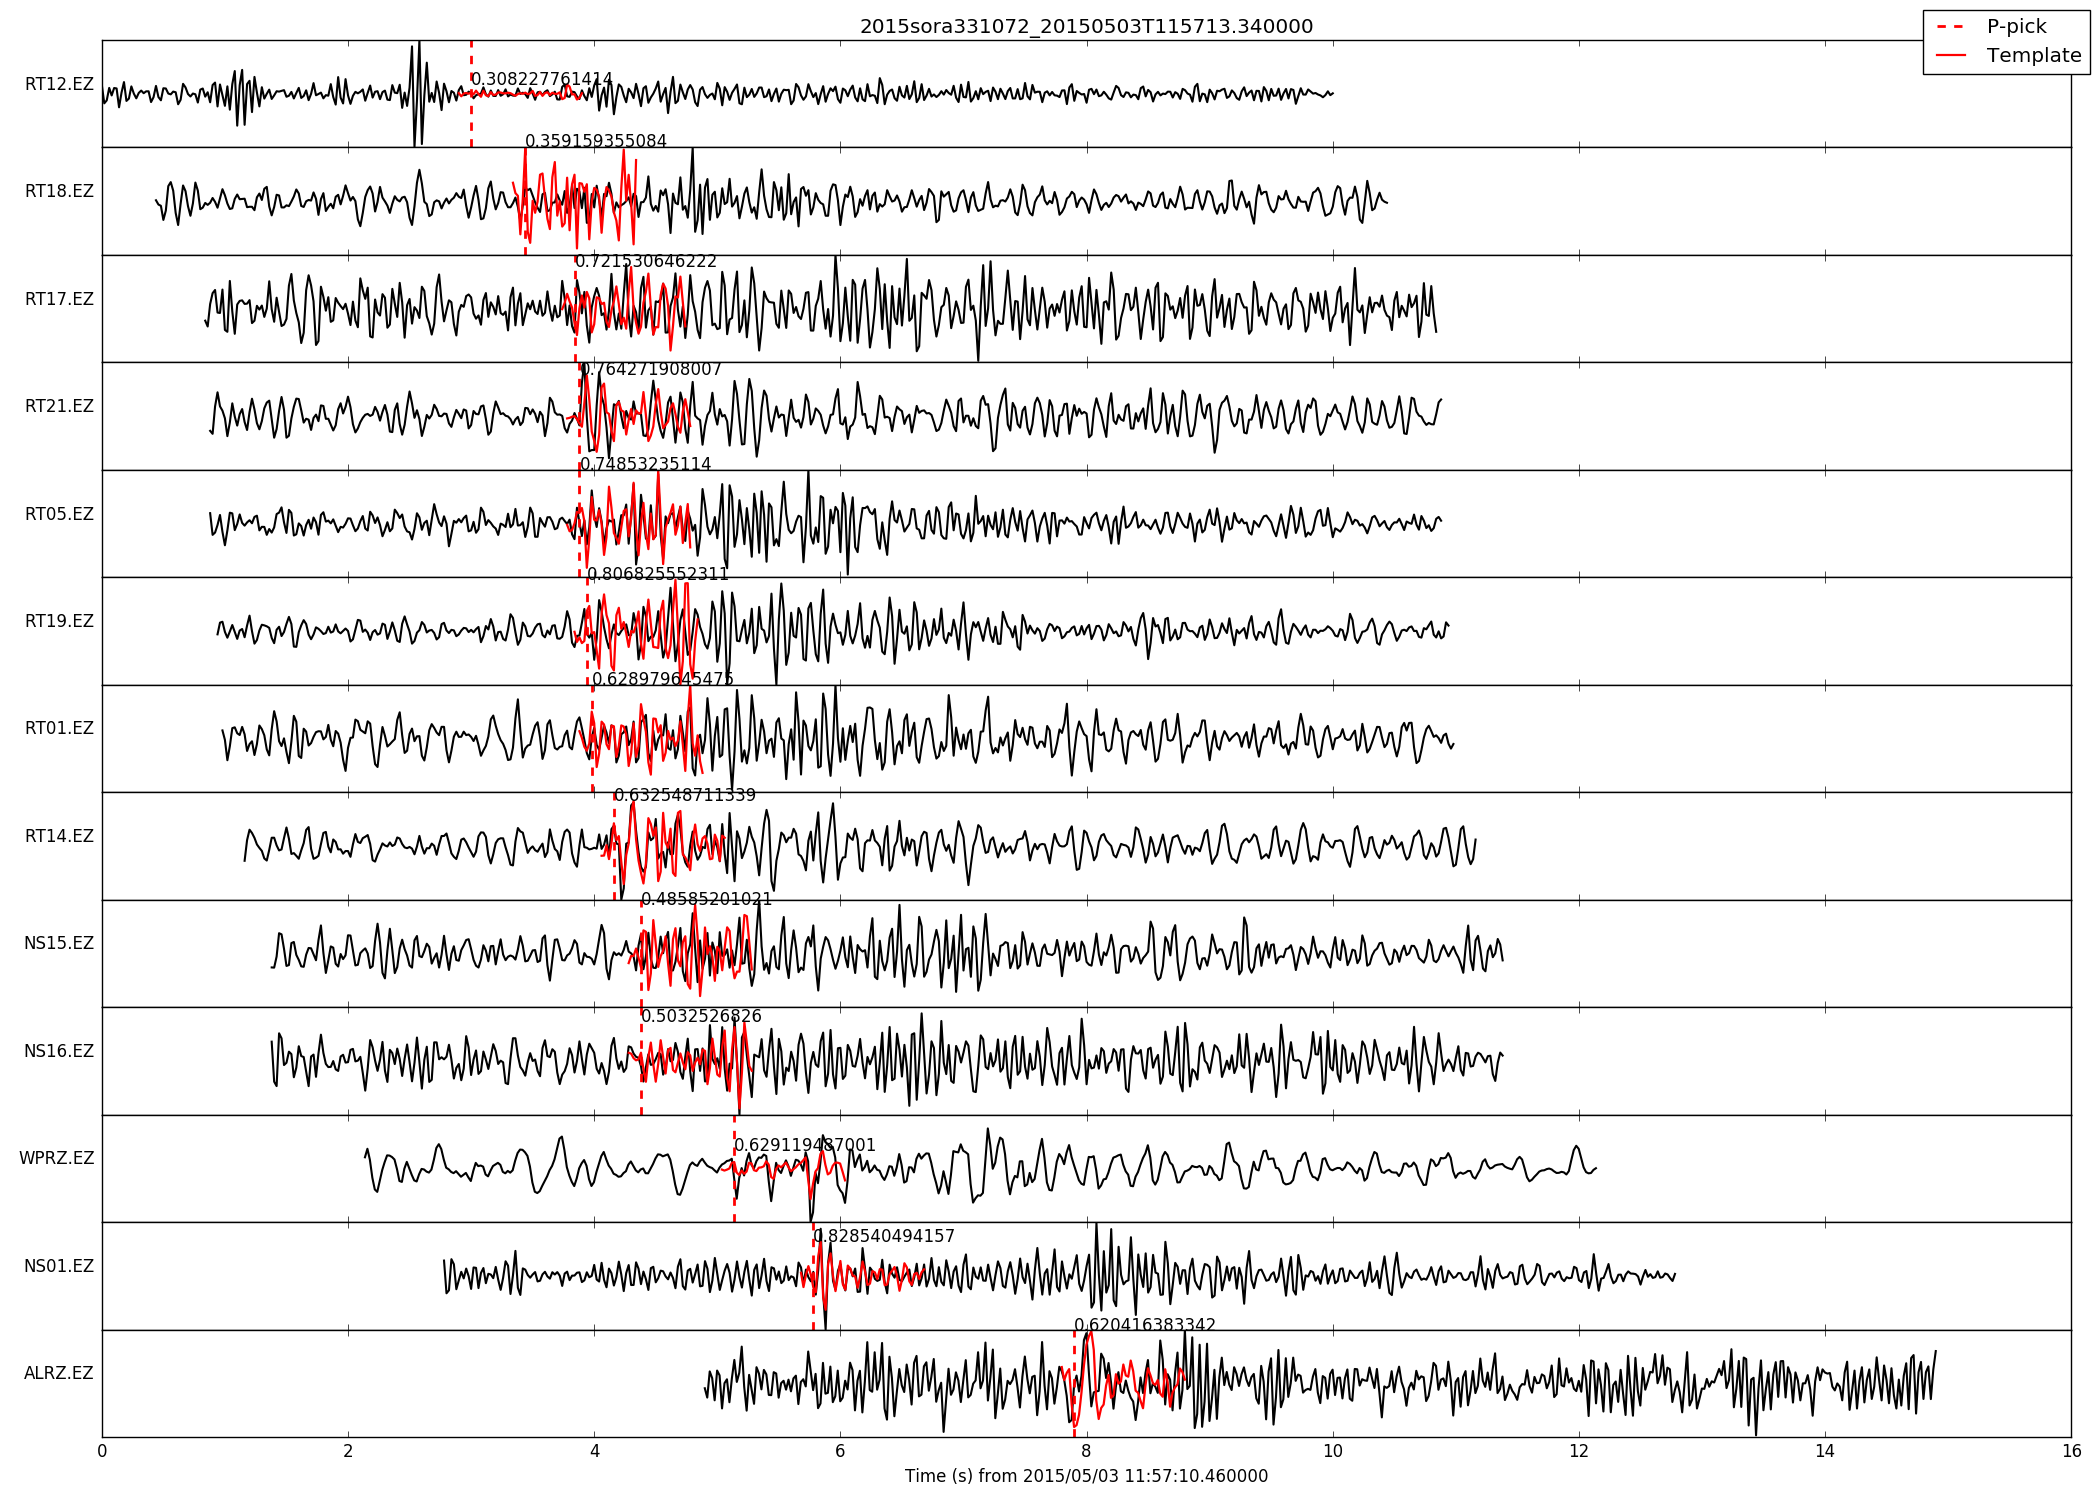 2015sora331072_20150503T115713.340000
P-pick
Template
RT12.EZ
0.308227761414
RT18.EZ
0.359159355084
RT17.EZ
0.721530646222
RT21.EZ
0.764271908007
RT05.EZ
0.74853235114
RT19.EZ
0.806825552311
RT01.EZ
0.628979645475
RT14.EZ
0.632548711339
NS15.EZ
0.48585201021
NS16.EZ
0.5032526826
WPRZ.EZ
0.629119487001
NS01.EZ
0.828540494157
ALRZ.EZ
0.620416383342
0 2 4 6 8 10 12 14 16
Time (s) from 2015/05/03 11:57:10.460000